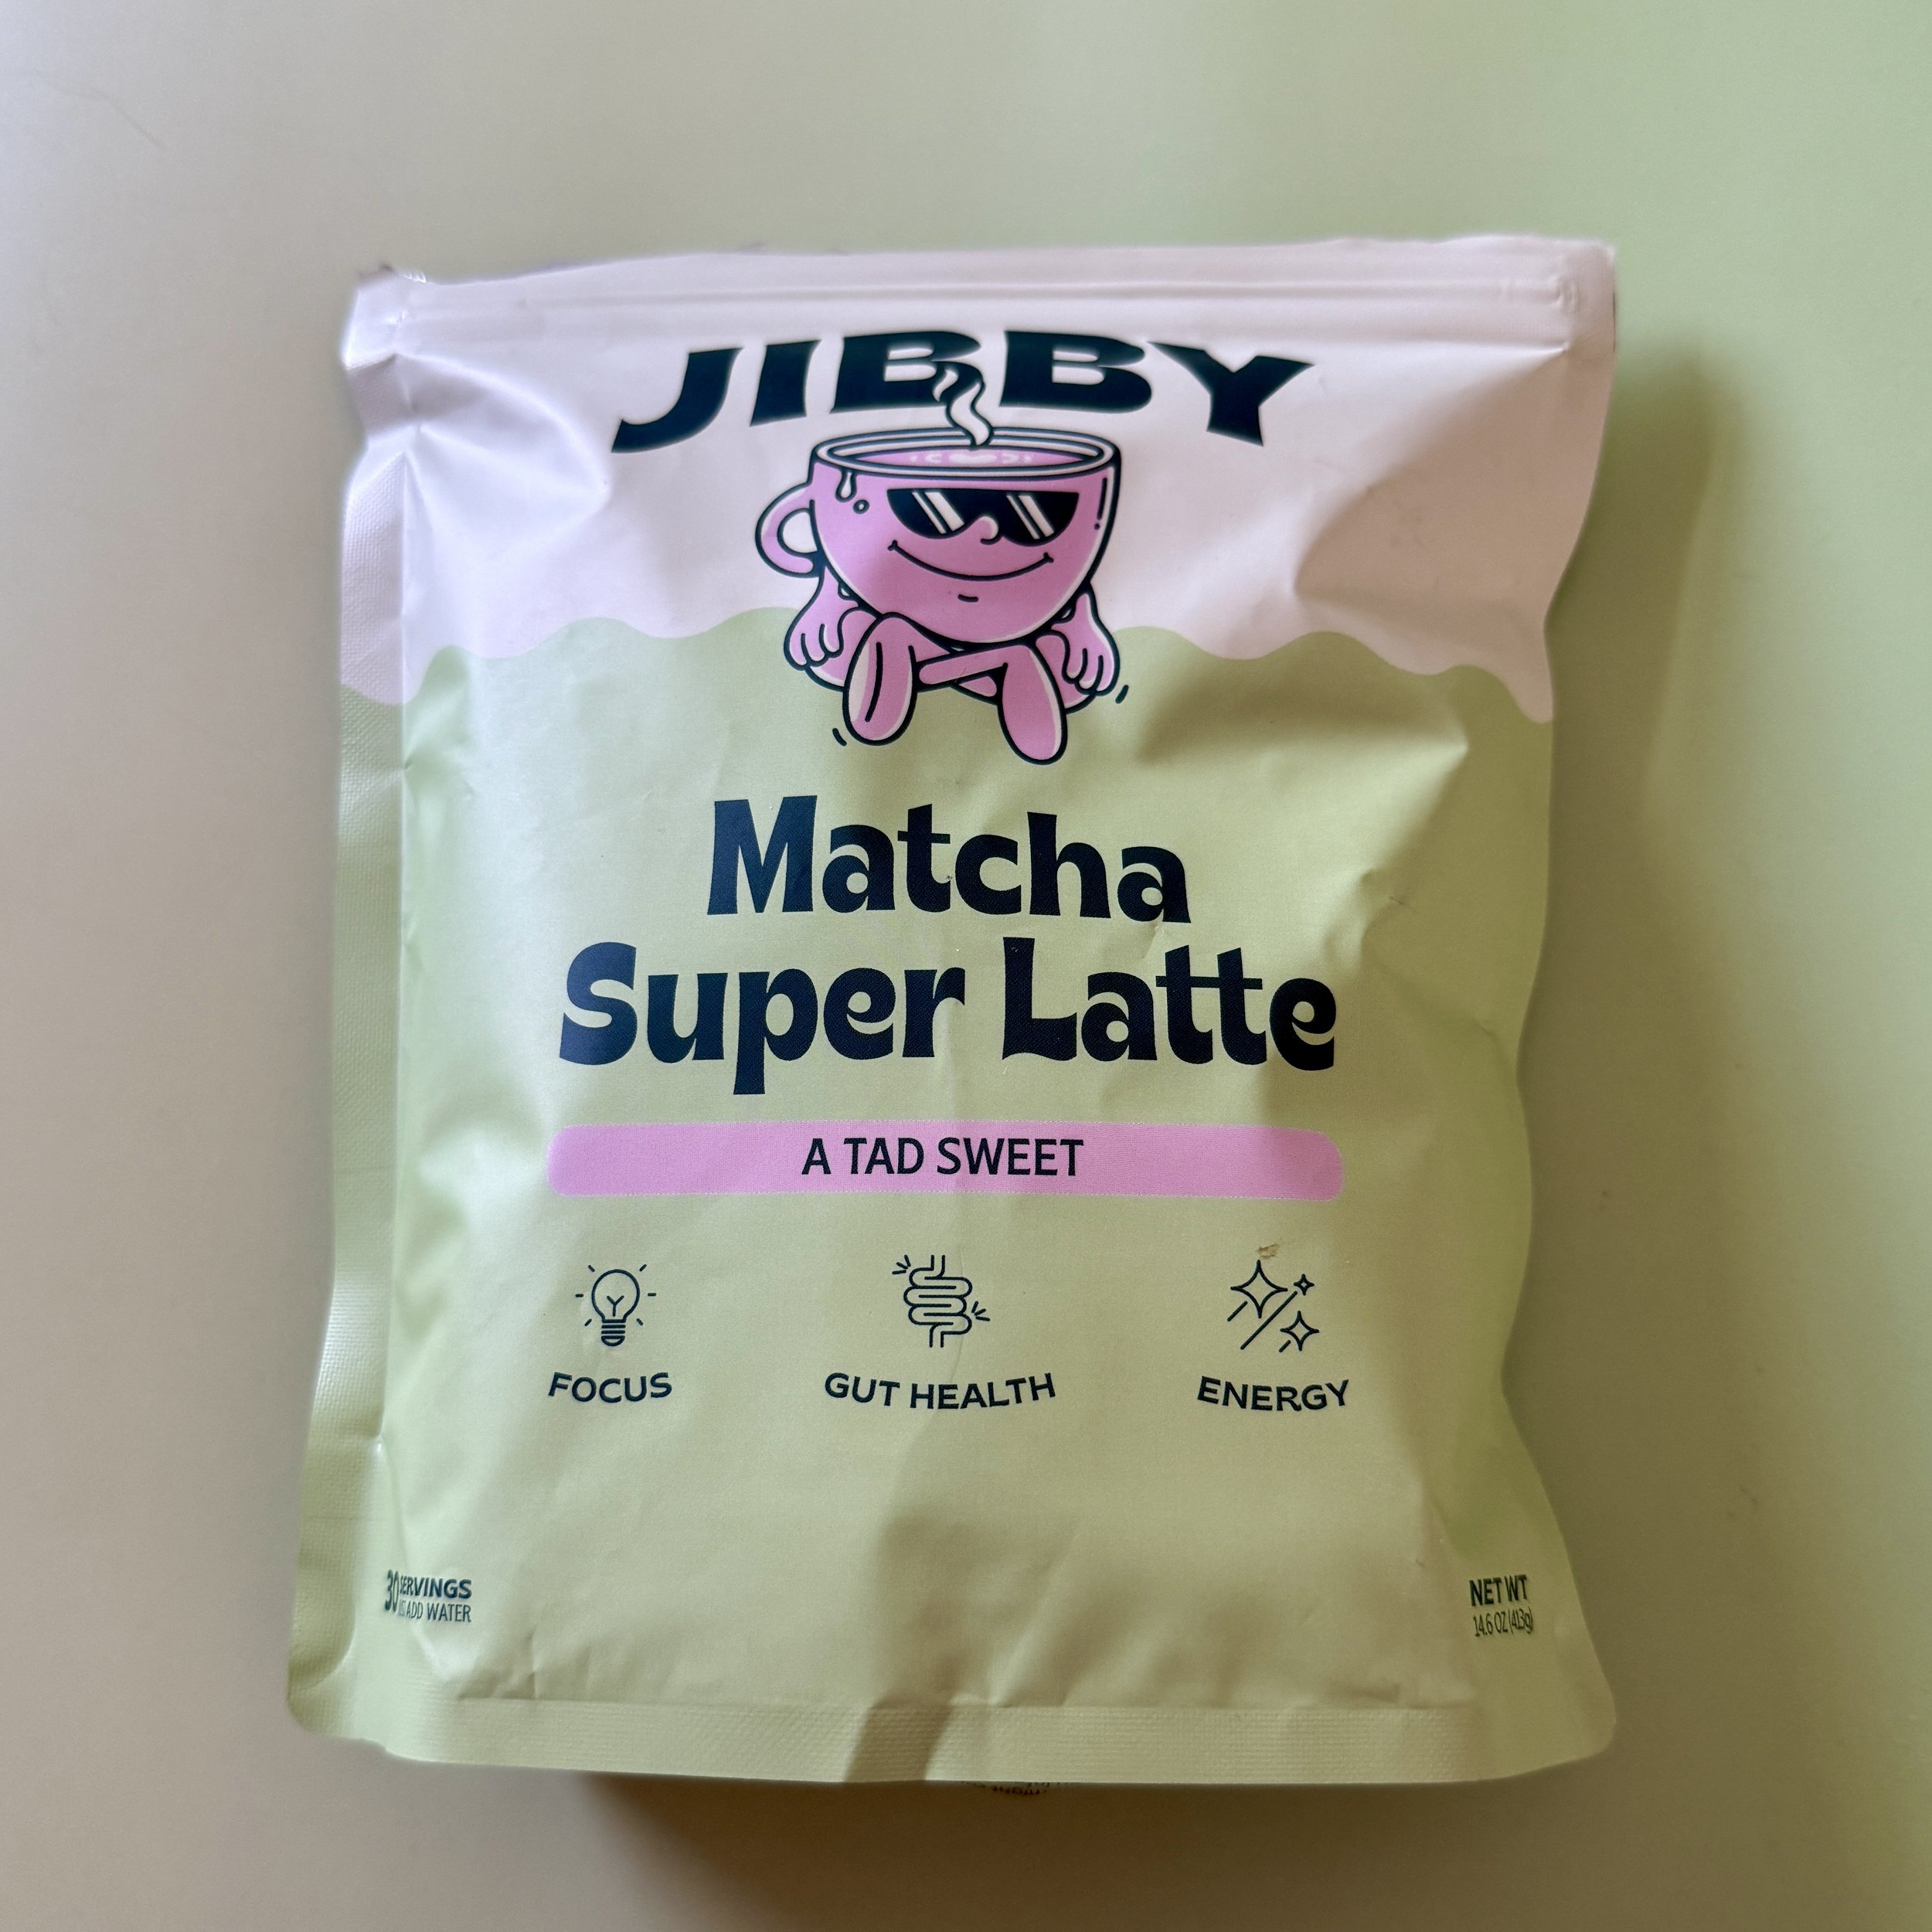 JIBBY
Matcha
Super Latte
A TAD SWEET
FOCUS
GUT HEALTH
ENERGY
30 SERVINGS
ADD WATER
NET WT
14.6 OZ (413g)